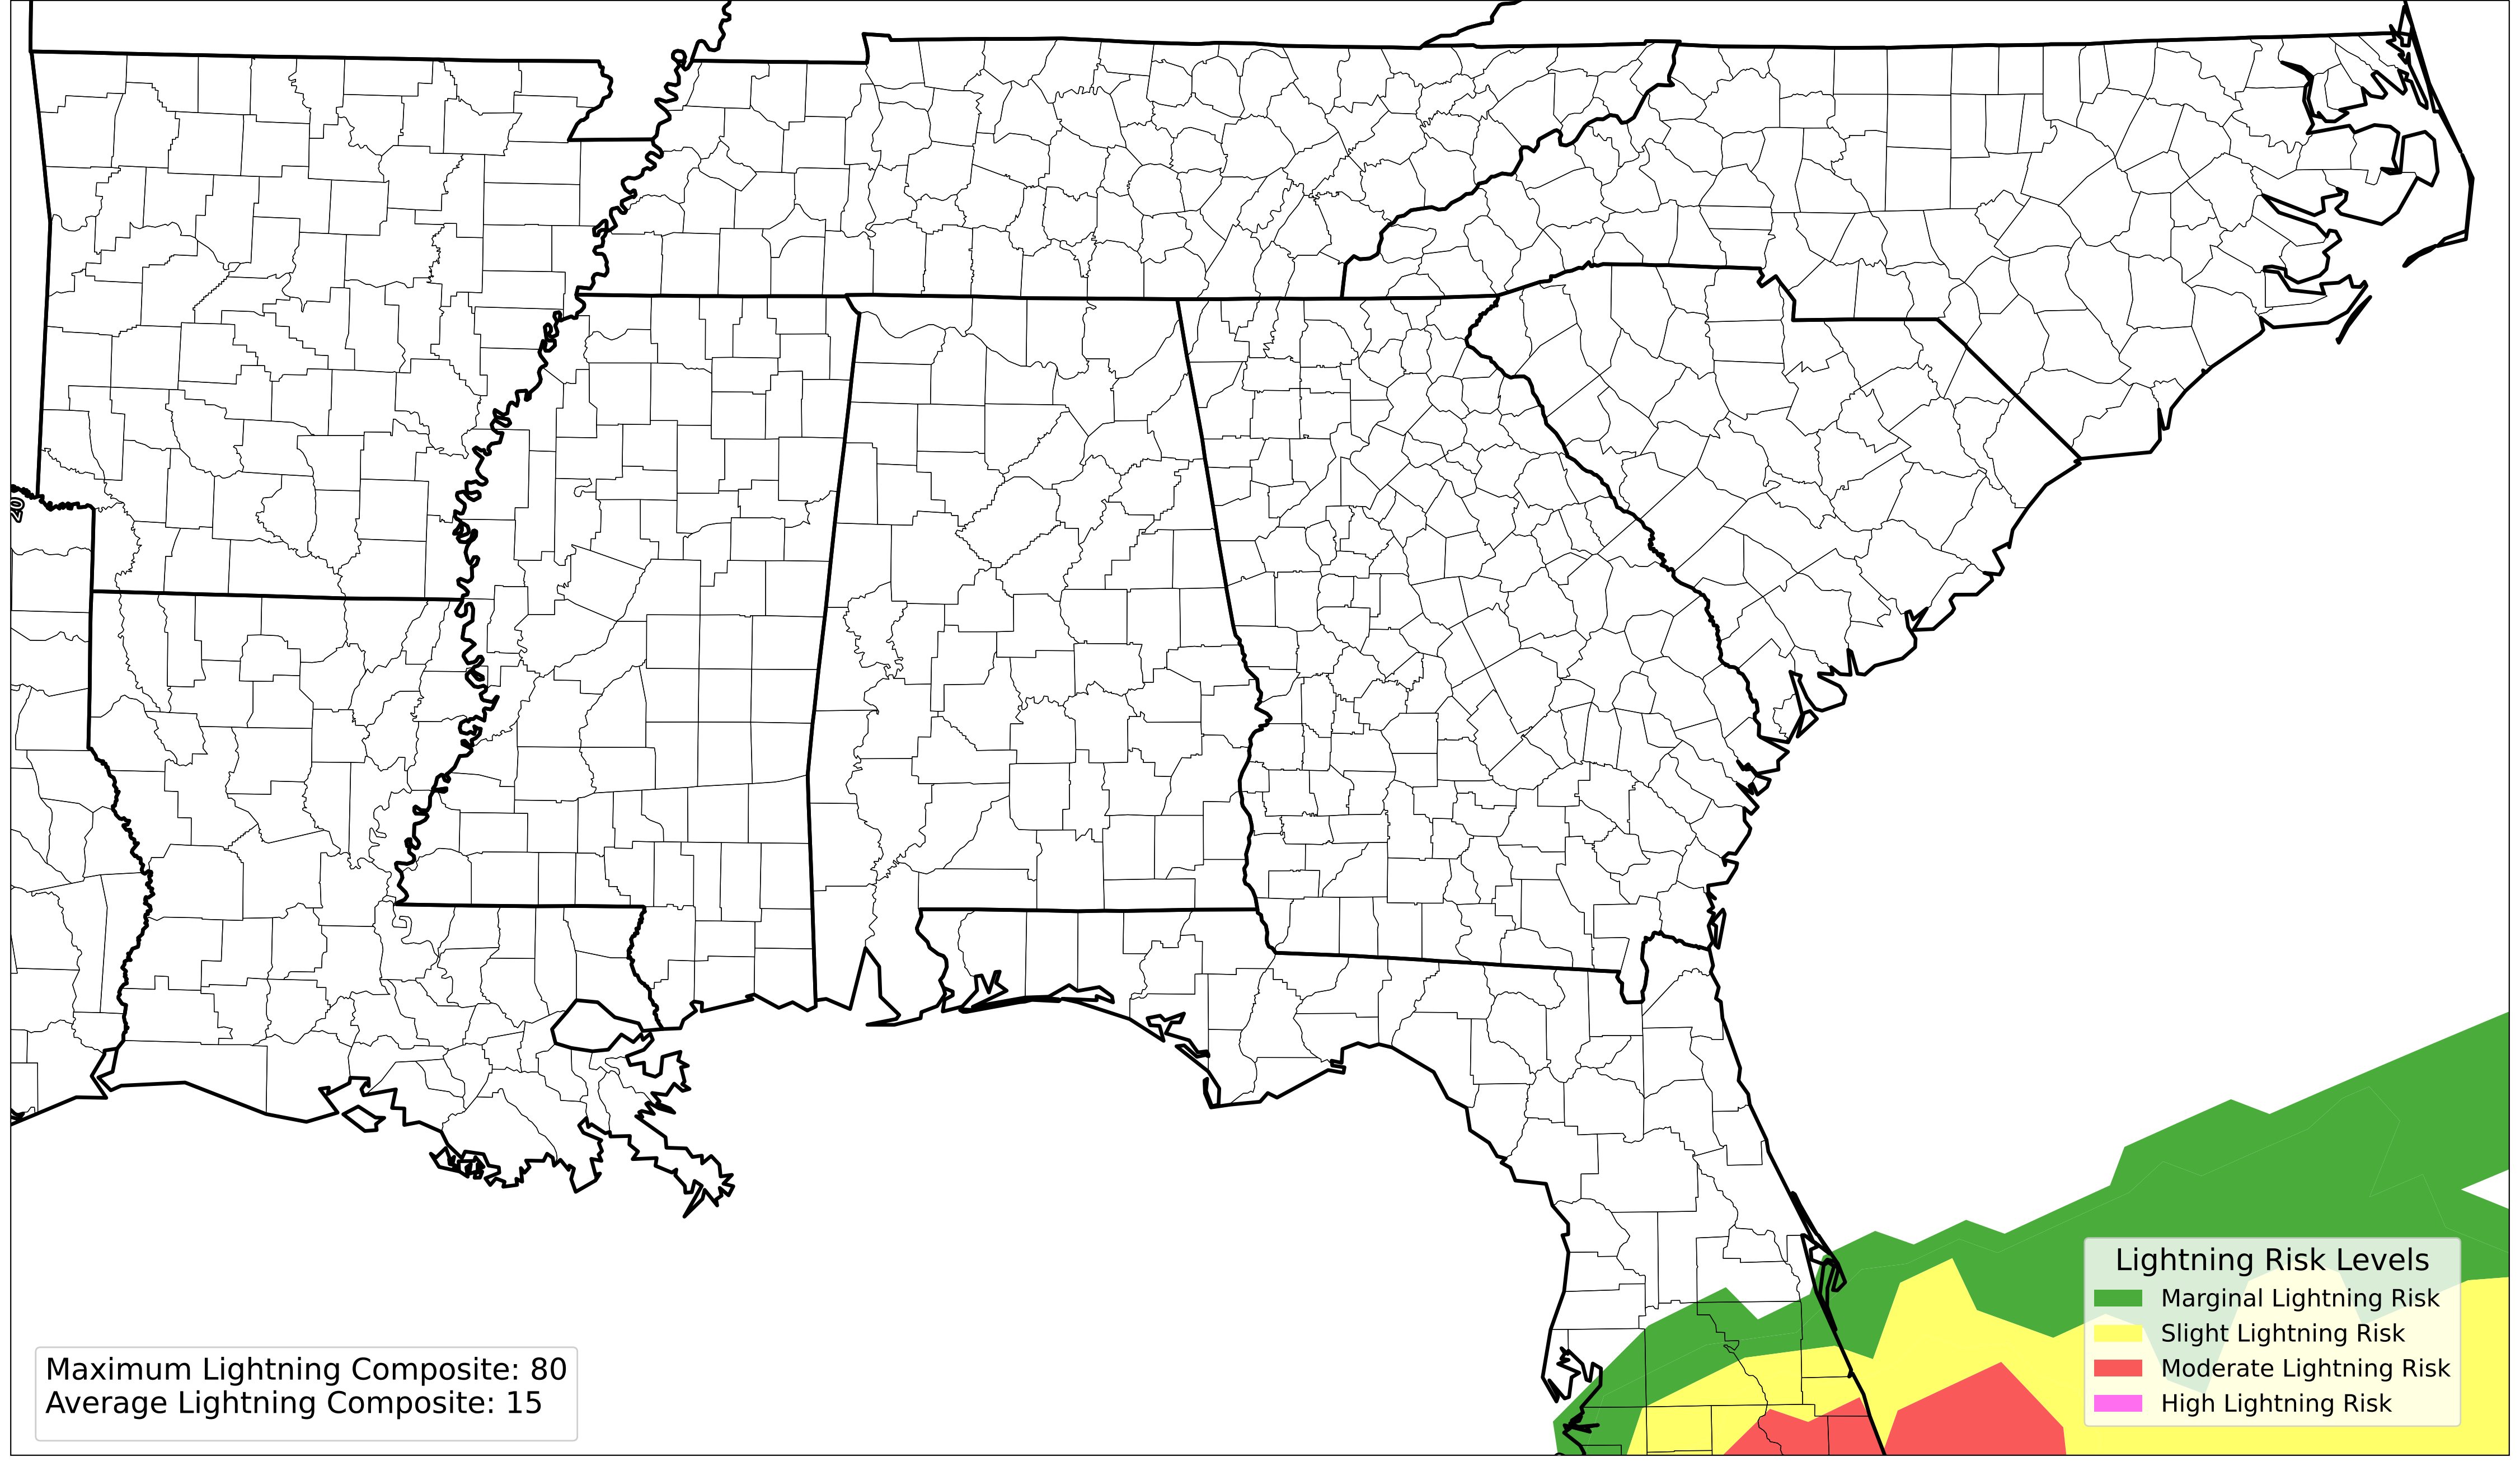 20
Lightning Risk Levels
Marginal Lightning Risk
Slight Lightning Risk
Moderate Lightning Risk
High Lightning Risk
Maximum Lightning Composite: 80
Average Lightning Composite: 15